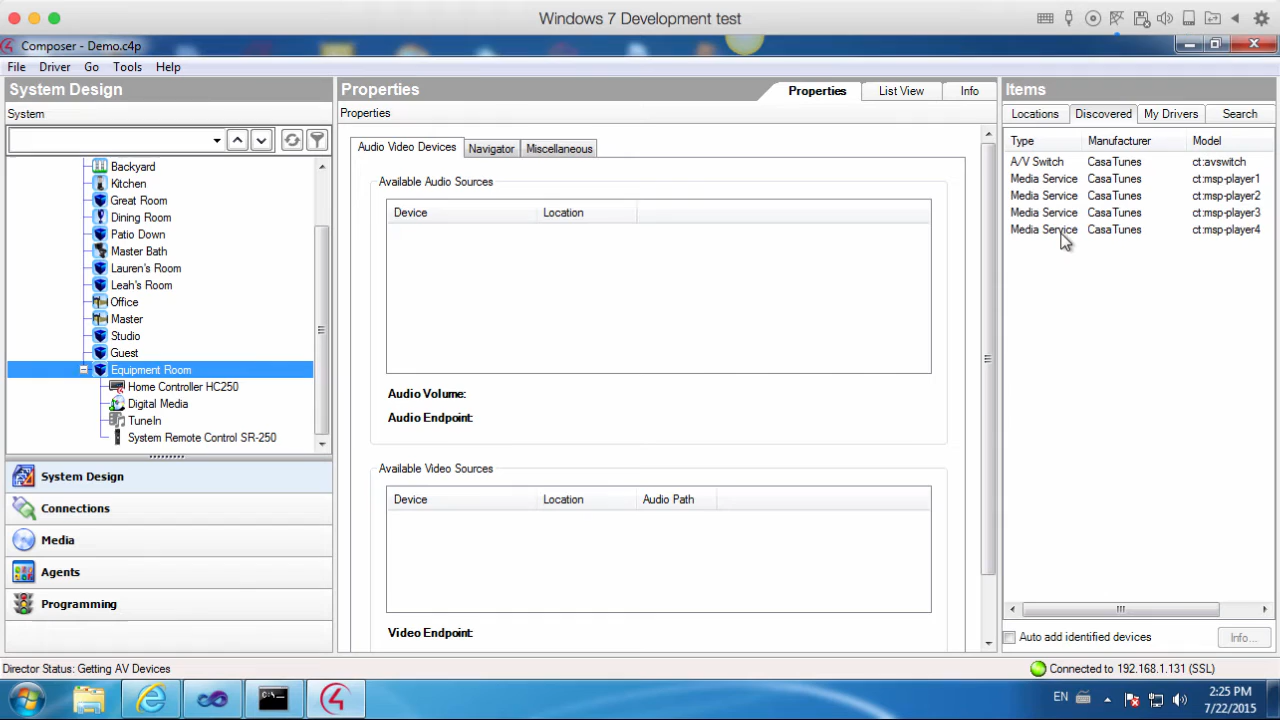 Windows 7 Development test
Composer - Demo.c4p
File Driver Go Tools Help
System Design
System
Backyard
Kitchen
Great Room
Dining Room
Patio Down
Master Bath
Lauren's Room
Leah's Room
Office
Master
Studio
Guest
Equipment Room
Home Controller HC250
Digital Media
TuneIn
System Remote Control SR-250
System Design
Connections
Media
Agents
Programming
Properties
Properties List View Info
Properties
Audio Video Devices Navigator Miscellaneous
Available Audio Sources
Device Location
Audio Volume:
Audio Endpoint:
Available Video Sources
Device Location Audio Path
Video Endpoint:
Items
Locations Discovered My Drivers Search
Type Manufacturer Model
A/V Switch CasaTunes ct:avswitch
Media Service CasaTunes ct:msp-player1
Media Service CasaTunes ct:msp-player2
Media Service CasaTunes ct:msp-player3
Media Service CasaTunes ct:msp-player4
Auto add identified devices Info...
Director Status: Getting AV Devices
Connected to 192.168.1.131 (SSL)
EN
2:25 PM
7/22/2015